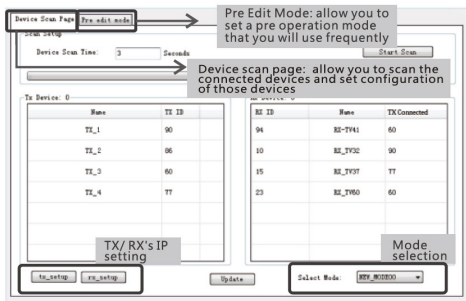 Device Scan Page Pre edit mode
Pre Edit Mode: allow you to
set a pre operation mode
that you will use frequently
Scan Setup
Device Scan Time: 3 Seconds
Start Scan
Device scan page: allow you to scan the
connected devices and set configuration
of those devices
Tx Device: 0
Name TX ID
TX_1 90
TX_2 86
TX_3 60
TX_4 77
RX ID Name TX Connected
94 RX-TV41 60
10 RX_TV32 90
15 RX_TV37 77
23 RX_TV60 60
TX/ RX's IP
setting
Mode
selection
tx_setup rx_setup
Update
Select Mode: NEW_MODE00